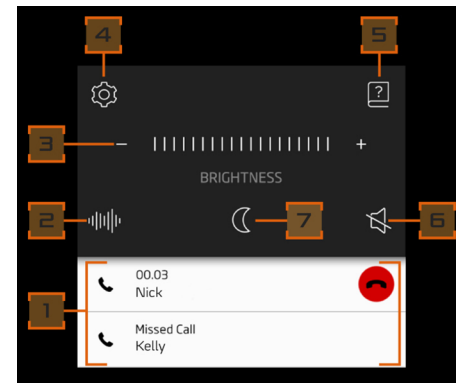 4 5
?
3 - +
BRIGHTNESS
2 7 6
00.03
Nick
1
Missed Call
Kelly